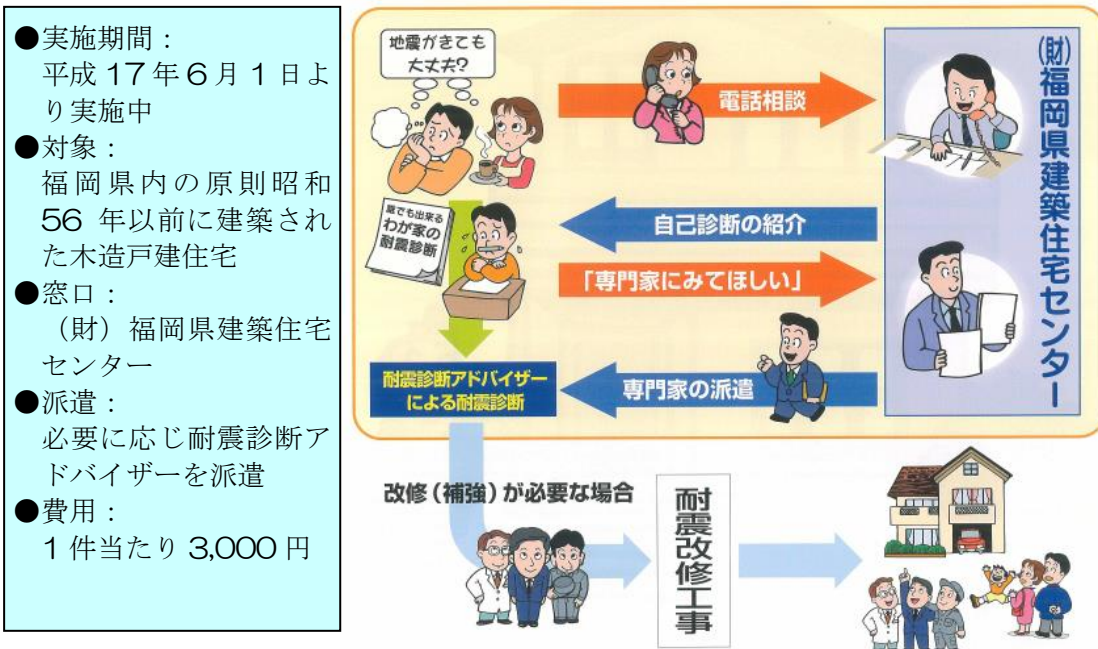 ●実施期間：
平成 17 年 6 月 1 日よ
り実施中
●対象：
福岡県内の原則昭和
56 年以前に建築され
た木造戸建住宅
●窓口：
（財）福岡県建築住宅
センター
●派遣：
必要に応じ耐震診断ア
ドバイザーを派遣
●費用：
1 件当たり 3,000 円
地震がきても
大丈夫?
電話相談
(財)福岡県建築住宅センター
誰でも出来る
わが家の
耐震診断
自己診断の紹介
「専門家にみてほしい」
耐震診断アドバイザー
による耐震診断
専門家の派遣
改修（補強）が必要な場合
耐震改修工事